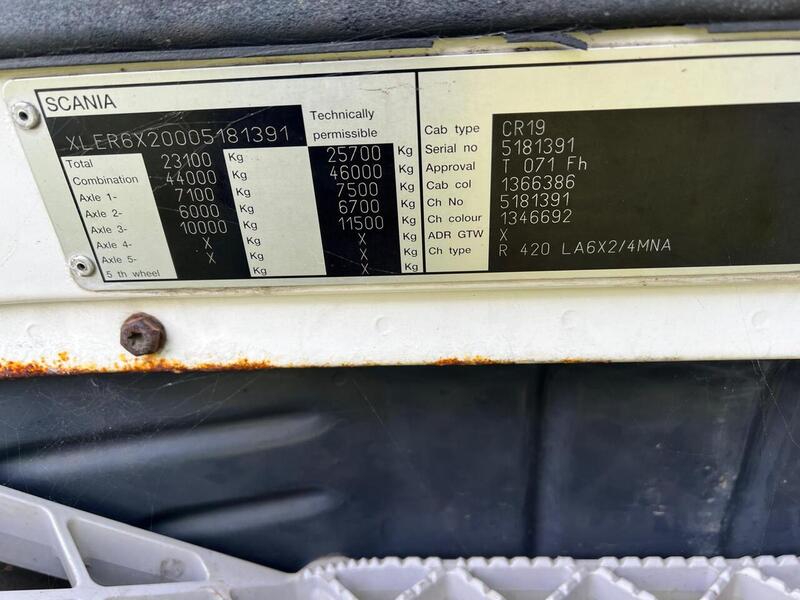 SCANIA
XLER6X20005181391
Technically permissible
Total 23100 Kg 25700 Kg
Combination 44000 Kg 46000 Kg
Axle 1- 7100 Kg 7500 Kg
Axle 2- 6000 Kg 6700 Kg
Axle 3- 10000 Kg 11500 Kg
Axle 4- X Kg X Kg
Axle 5- X Kg X Kg
5 th wheel Kg X Kg
Cab type CR19
Serial no 5181391
Approval T 071 Fh
Cab col 1366386
Ch No 5181391
Ch colour 1346692
ADR GTW X
Ch type R 420 LA6X2/4MNA